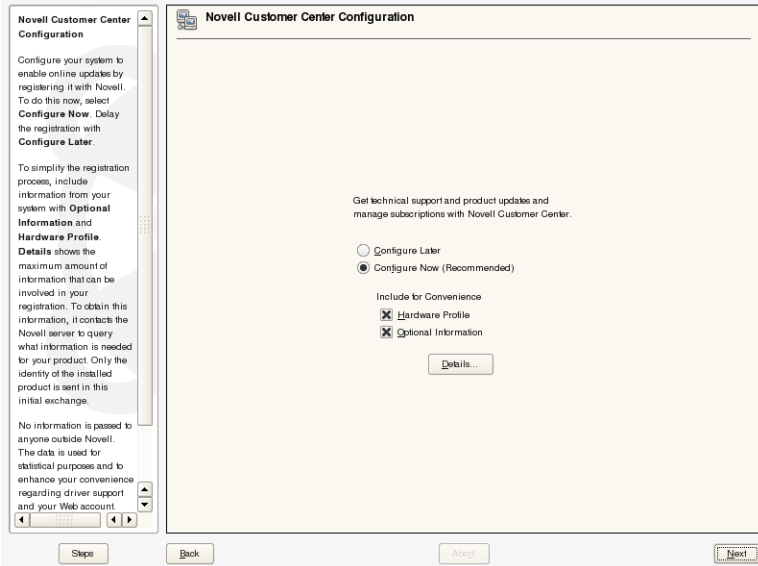 Novell Customer Center
Configuration
Configure your system to
enable online updates by
registering it with Novell.
To do this now, select
Configure Now. Delay
the registration with
Configure Later.
To simplify the registration
process, include
information from your
system with Optional
Information and
Hardware Profile.
Details shows the
maximum amount of
information that can be
involved in your
registration. To obtain this
information, it contacts the
Novell server to query
what information is needed
for your product. Only the
identity of the installed
product is sent in this
initial exchange.
No information is passed to
anyone outside Novell.
The data is used for
statistical purposes and to
enhance your convenience
regarding driver support
and your Web account.
Novell Customer Center Configuration
Get technical support and product updates and
manage subscriptions with Novell Customer Center.
Configure Later
Configure Now (Recommended)
Include for Convenience
Hardware Profile
Optional Information
Details...
Steps
Back
Abort
Next